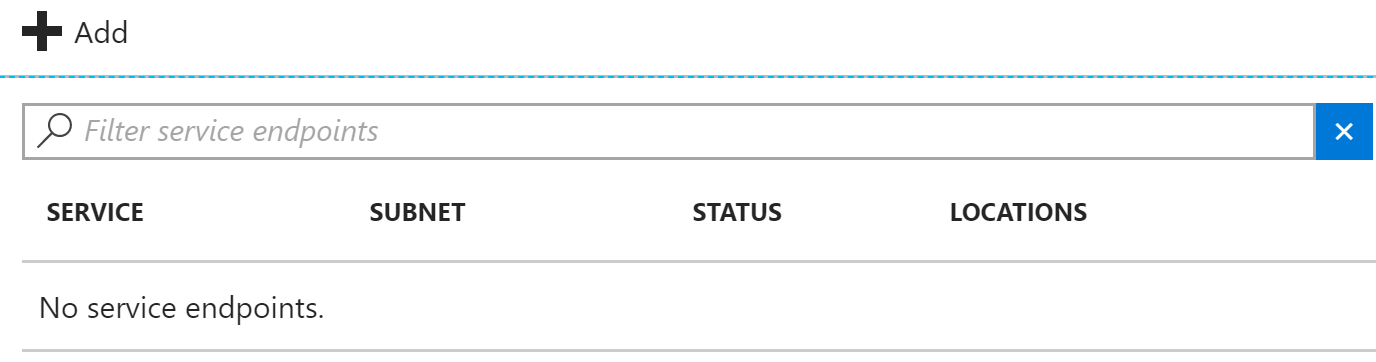 Add
Filter service endpoints
SERVICE SUBNET STATUS LOCATIONS
No service endpoints.